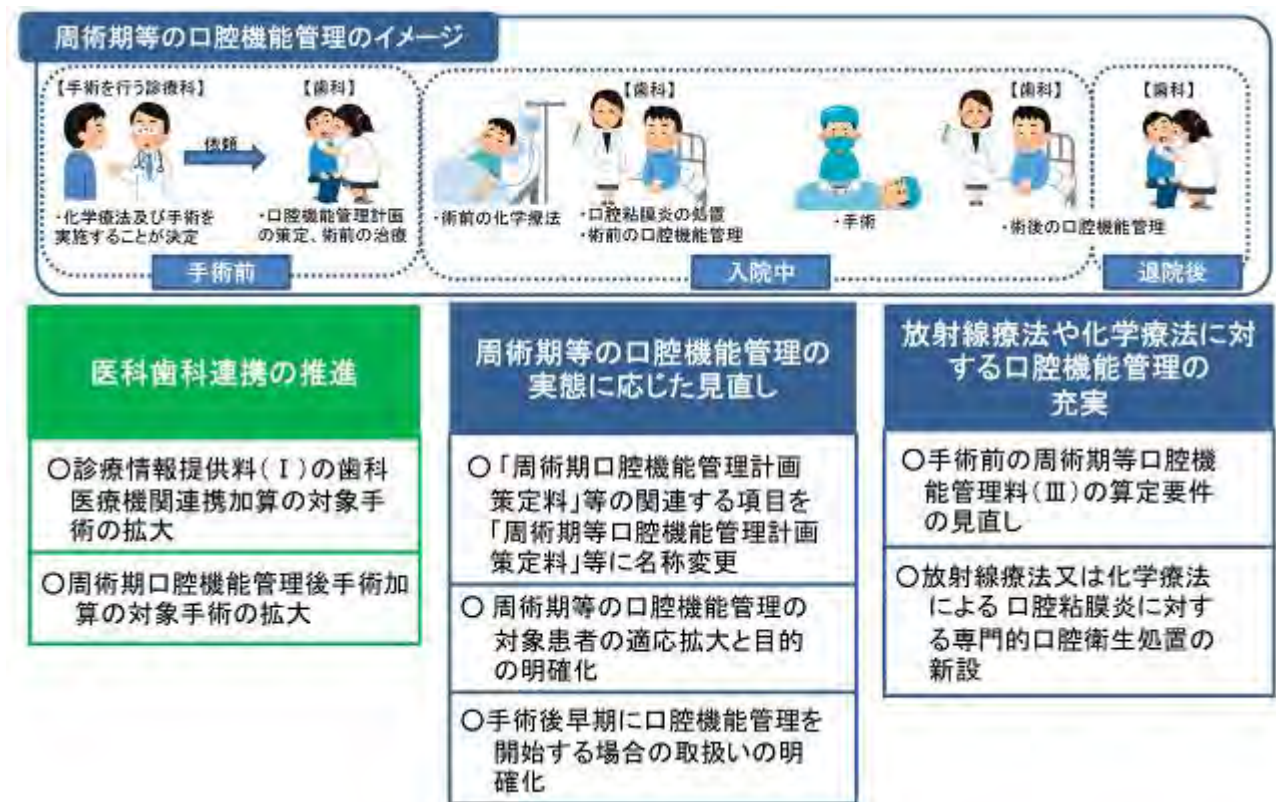 周術期等の口腔機能管理のイメージ
【手術を行う診療科】
【歯科】
依頼
・化学療法及び手術を
実施することが決定
・口腔機能管理計画
の策定、術前の治療
手術前
【歯科】
・術前の化学療法
・口腔粘膜炎の処置
・術前の口腔機能管理
・手術
【歯科】
・術後の口腔機能管理
入院中
【歯科】
退院後
医科歯科連携の推進
○診療情報提供料(Ⅰ)の歯科
医療機関連携加算の対象手
術の拡大
○周術期口腔機能管理後手術加
算の対象手術の拡大
周術期等の口腔機能管理の
実態に応じた見直し
○「周術期口腔機能管理計画
策定料」等の関連する項目を
「周術期等口腔機能管理計画
策定料」等に名称変更
○ 周術期等の口腔機能管理の
対象患者の適応拡大と目的
の明確化
○手術後早期に口腔機能管理を
開始する場合の取扱いの明
確化
放射線療法や化学療法に対
する口腔機能管理の
充実
○手術前の周術期等口腔機
能管理料(Ⅲ)の算定要件
の見直し
○放射線療法又は化学療法
による口腔粘膜炎に対す
る専門的口腔衛生処置の
新設